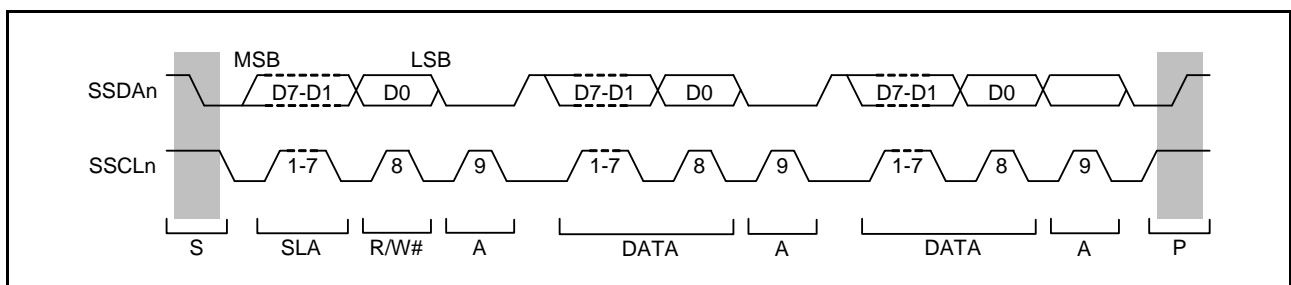 MSB LSB
SSDAn D7-D1 D0 D7-D1 D0 D7-D1 D0
SSCLn 1-7 8 9 1-7 8 9 1-7 8 9
S SLA R/W# A DATA A DATA A P